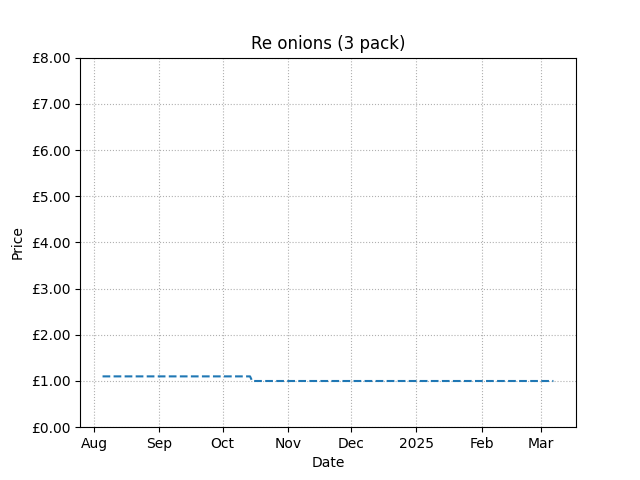 Re onions (3 pack)
£8.00
£7.00
£6.00
£5.00
£4.00
£3.00
£2.00
£1.00
£0.00
Price
Aug Sep Oct Nov Dec 2025 Feb Mar
Date